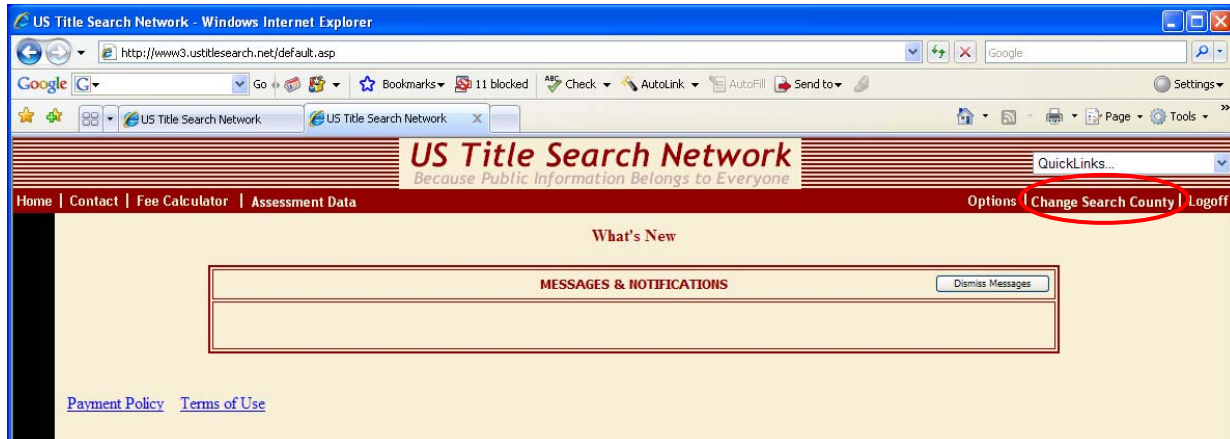 US Title Search Network - Windows Internet Explorer
http://www3.ustitlesearch.net/default.asp
Google
Google G Go Bookmarks 11 blocked ABC Check AutoLink AutoFill Send to Settings
US Title Search Network US Title Search Network X Page Tools »
US Title Search Network
Because Public Information Belongs to Everyone
QuickLinks...
Home | Contact | Fee Calculator | Assessment Data Options | Change Search County | Logoff
What's New
MESSAGES & NOTIFICATIONS Dismiss Messages
Payment Policy Terms of Use